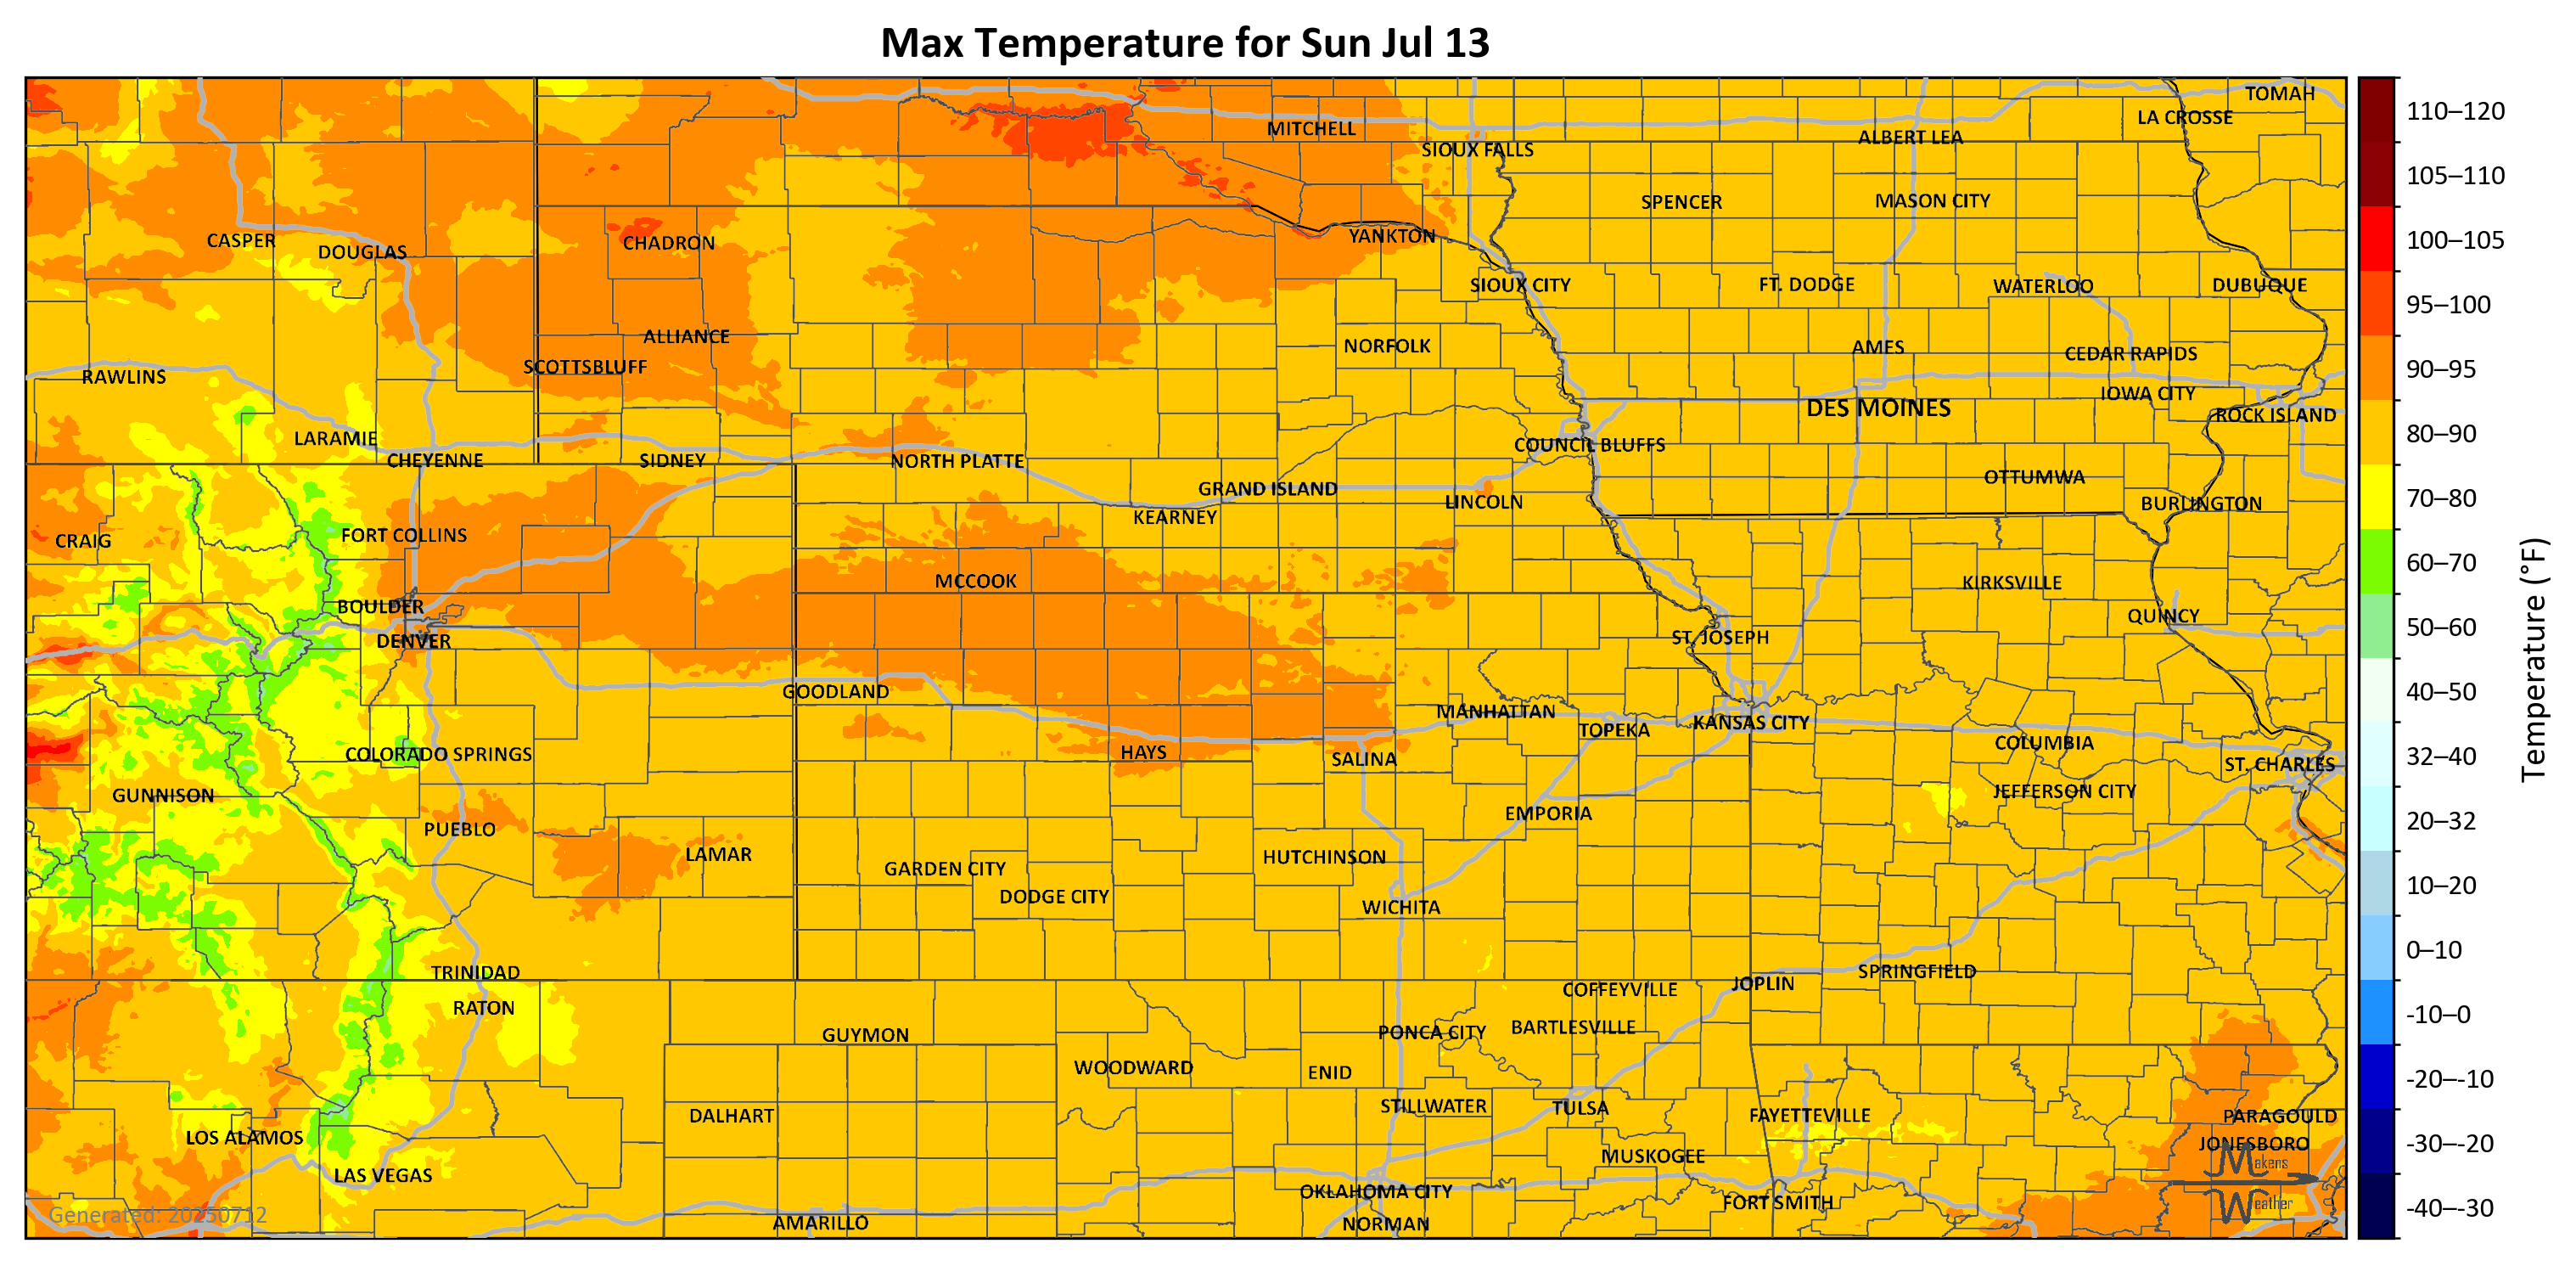 Max Temperature for Sun Jul 13
TOMAH
LA CROSSE
MITCHELL
ALBERT LEA
SIOUX FALLS
SPENCER
MASON CITY
CASPER
DOUGLAS
CHADRON
YANKTON
SIOUX CITY
FT. DODGE
WATERLOO
DUBUQUE
ALLIANCE
NORFOLK
AMES
CEDAR RAPIDS
SCOTTSBLUFF
RAWLINS
IOWA CITY
DES MOINES
ROCK ISLAND
LARAMIE
COUNCIL BLUFFS
CHEYENNE
SIDNEY
NORTH PLATTE
OTTUMWA
GRAND ISLAND
LINCOLN
BURLINGTON
KEARNEY
FORT COLLINS
CRAIG
MCCOOK
KIRKSVILLE
BOULDER
QUINCY
DENVER
ST. JOSEPH
GOODLAND
MANHATTAN
KANSAS CITY
TOPEKA
COLUMBIA
COLORADO SPRINGS
HAYS
SALINA
ST. CHARLES
GUNNISON
JEFFERSON CITY
EMPORIA
PUEBLO
LAMAR
HUTCHINSON
GARDEN CITY
DODGE CITY
WICHITA
TRINIDAD
SPRINGFIELD
JOPLIN
COFFEYVILLE
RATON
BARTLESVILLE
PONCA CITY
GUYMON
WOODWARD
ENID
STILLWATER
TULSA
DALHART
FAYETTEVILLE
PARAGOULD
LOS ALAMOS
JONESBORO
MUSKOGEE
LAS VEGAS
OKLAHOMA CITY
FORT SMITH
AMARILLO
NORMAN
Generated: 20250712
Makens
Weather
110–120
105–110
100–105
95–100
90–95
80–90
70–80
60–70
50–60
40–50
32–40
20–32
10–20
0–10
-10–0
-20–-10
-30–-20
-40–-30
Temperature (°F)